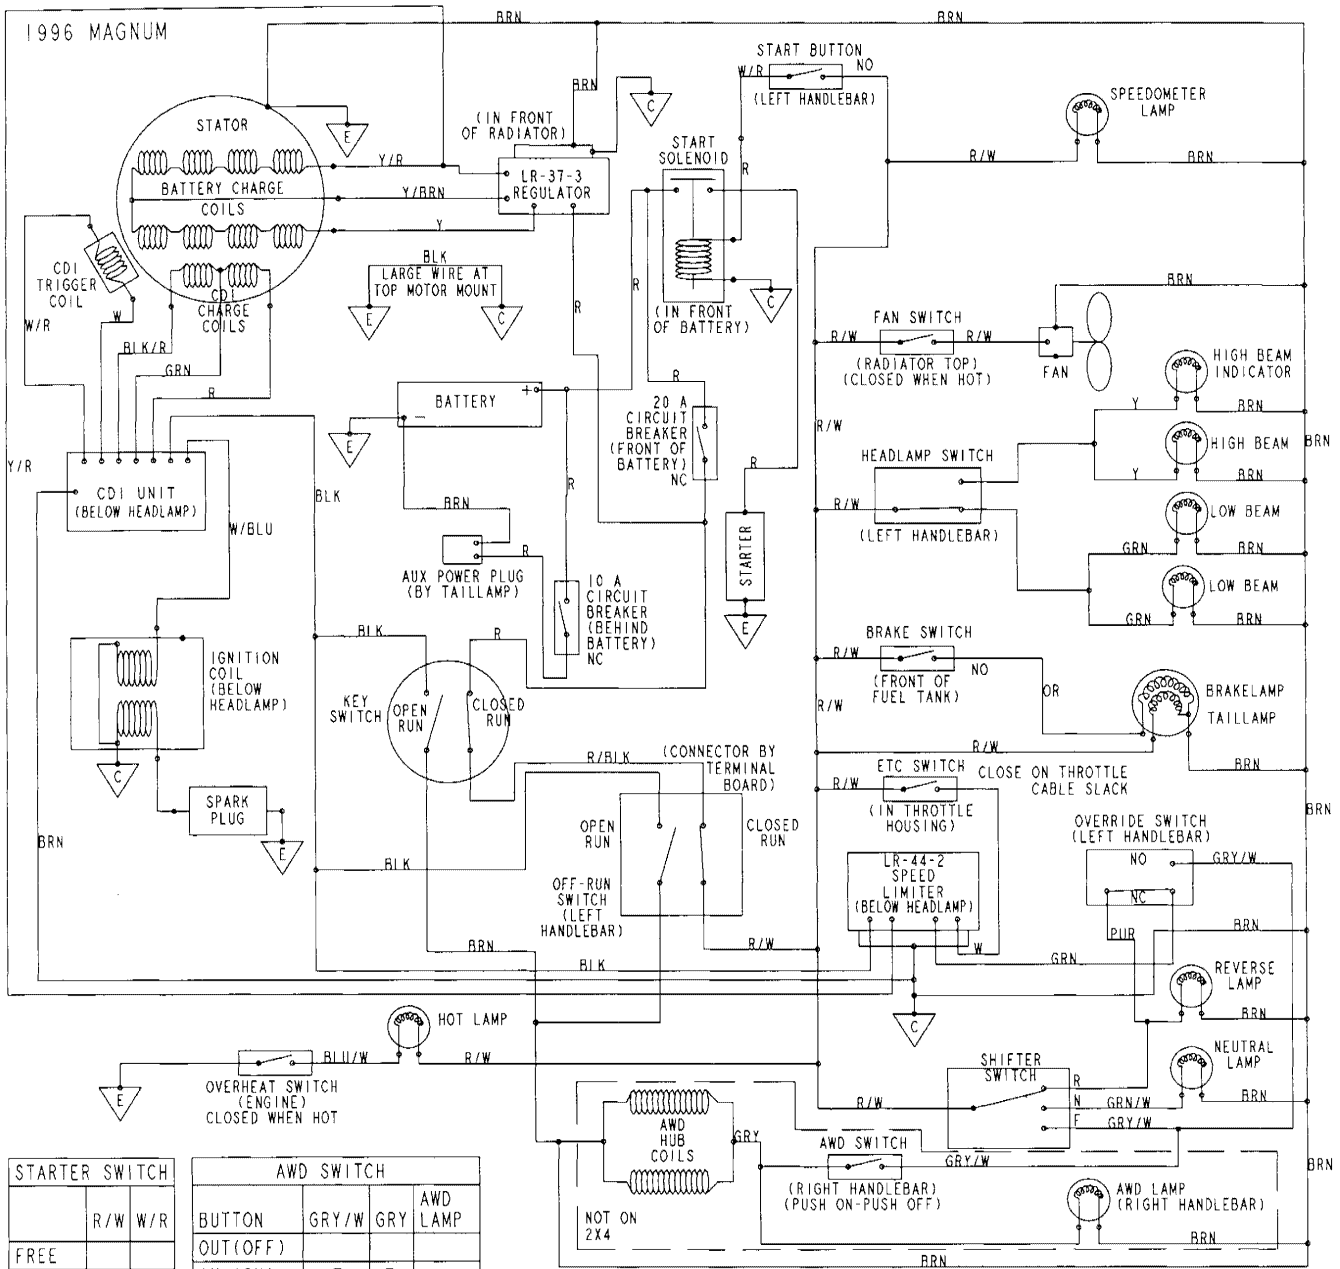 BRN
BRN
1996 MAGNUM
START BUTTON
NO
W/R
(LEFT HANDLEBAR)
BRN
C
SPEEDOMETER
LAMP
STATOR
E
(IN FRONT
OF RADIATOR)
START
SOLENOID
R/W
BRN
Y/R
LR-37-3
REGULATOR
R
BATTERY CHARGE
COILS
Y/BRN
Y
CDI
TRIGGER
COIL
BLK
LARGE WIRE AT
TOP MOTOR MOUNT
E
C
R
C
BRN
CDI
CHARGE
COILS
W/R
W
R
(IN FRONT
OF BATTERY)
FAN SWITCH
R/W
R/W
(RADIATOR TOP)
(CLOSED WHEN HOT)
FAN
BLK/R
GRN
R
HIGH BEAM
INDICATOR
R
BATTERY
+
-
E
20 A
CIRCUIT
BREAKER
(FRONT OF
BATTERY)
NC
Y
BRN
R/W
BRN
HIGH BEAM
HEADLAMP SWITCH
Y/R
R
Y
BRN
CDI UNIT
(BELOW HEADLAMP)
BLK
R
BRN
R/W
LOW BEAM
W/BLU
(LEFT HANDLEBAR)
GRN
BRN
STARTER
R
AUX POWER PLUG
(BY TAILLAMP)
10 A
CIRCUIT
BREAKER
(BEHIND
BATTERY)
NC
LOW BEAM
GRN
BRN
E
BLK
R
BRAKE SWITCH
R/W
NO
(FRONT OF
FUEL TANK)
IGNITION
COIL
(BELOW
HEADLAMP)
OR
BRAKELAMP
TAILLAMP
KEY
SWITCH
OPEN
RUN
CLOSED
RUN
R/W
R/W
BRN
C
R/BLK
(CONNECTOR BY
TERMINAL
BOARD)
ETC SWITCH
CLOSE ON THROTTLE
CABLE SLACK
R/W
(IN THROTTLE
HOUSING)
SPARK
PLUG
E
BRN
OPEN
RUN
CLOSED
RUN
OVERRIDE SWITCH
(LEFT HANDLEBAR)
BRN
BLK
LR-44-2
SPEED
LIMITER
(BELOW HEADLAMP)
NO
GRY/W
OFF-RUN
SWITCH
(LEFT
HANDLEBAR)
NC
BRN
R/W
W
PUR
BRN
BLK
GRN
REVERSE
LAMP
HOT LAMP
C
BRN
BLU/W
R/W
SHIFTER
SWITCH
NEUTRAL
LAMP
OVERHEAT SWITCH
(ENGINE)
CLOSED WHEN HOT
E
R
R/W
N
GRN/W
BRN
F
GRY/W
AWD
HUB
COILS
GRY
AWD SWITCH
GRY/W
BRN
(RIGHT HANDLEBAR)
(PUSH ON-PUSH OFF)
AWD LAMP
(RIGHT HANDLEBAR)
NOT ON
2X4
BRN
BRN
STARTER SWITCH
R/W W/R
FREE
AWD SWITCH
BUTTON GRY/W GRY AWD LAMP
OUT(OFF)